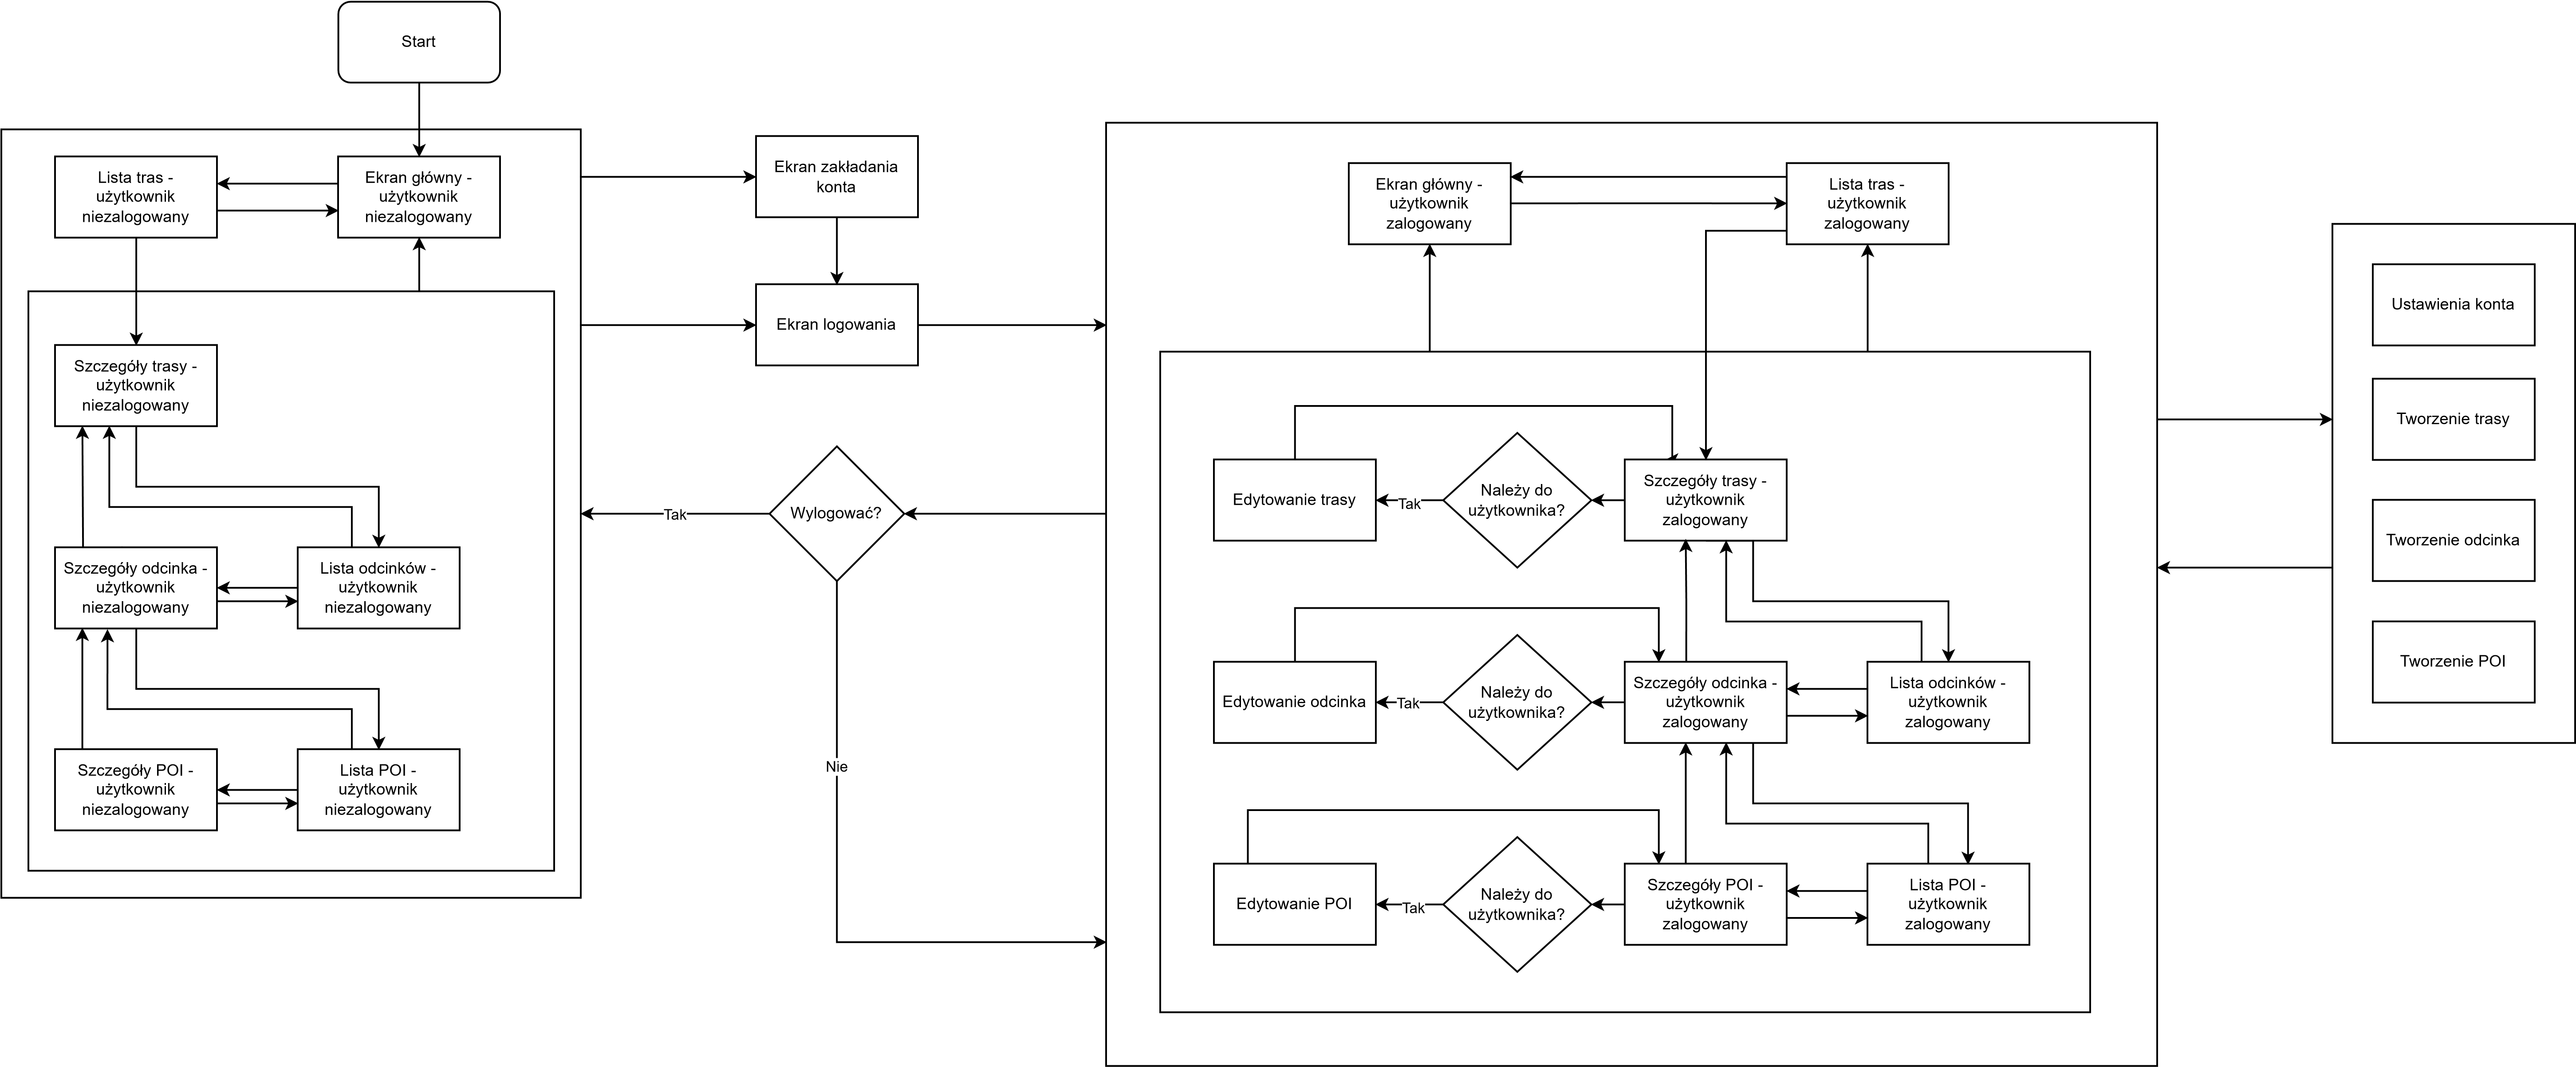 Start
Lista tras -
użytkownik
niezalogowany
Ekran główny -
użytkownik
niezalogowany
Szczegóły trasy -
użytkownik
niezalogowany
Szczegóły odcinka -
użytkownik
niezalogowany
Lista odcinków -
użytkownik
niezalogowany
Szczegóły POI -
użytkownik
niezalogowany
Lista POI -
użytkownik
niezalogowany
Ekran zakładania
konta
Ekran logowania
Tak
Wylogować?
Nie
Ekran główny -
użytkownik
zalogowany
Lista tras -
użytkownik
zalogowany
Edytowanie trasy
Tak
Należy do
użytkownika?
Szczegóły trasy -
użytkownik
zalogowany
Edytowanie odcinka
Tak
Należy do
użytkownika?
Szczegóły odcinka -
użytkownik
zalogowany
Lista odcinków -
użytkownik
zalogowany
Edytowanie POI
Tak
Należy do
użytkownika?
Szczegóły POI -
użytkownik
zalogowany
Lista POI -
użytkownik
zalogowany
Ustawienia konta
Tworzenie trasy
Tworzenie odcinka
Tworzenie POI